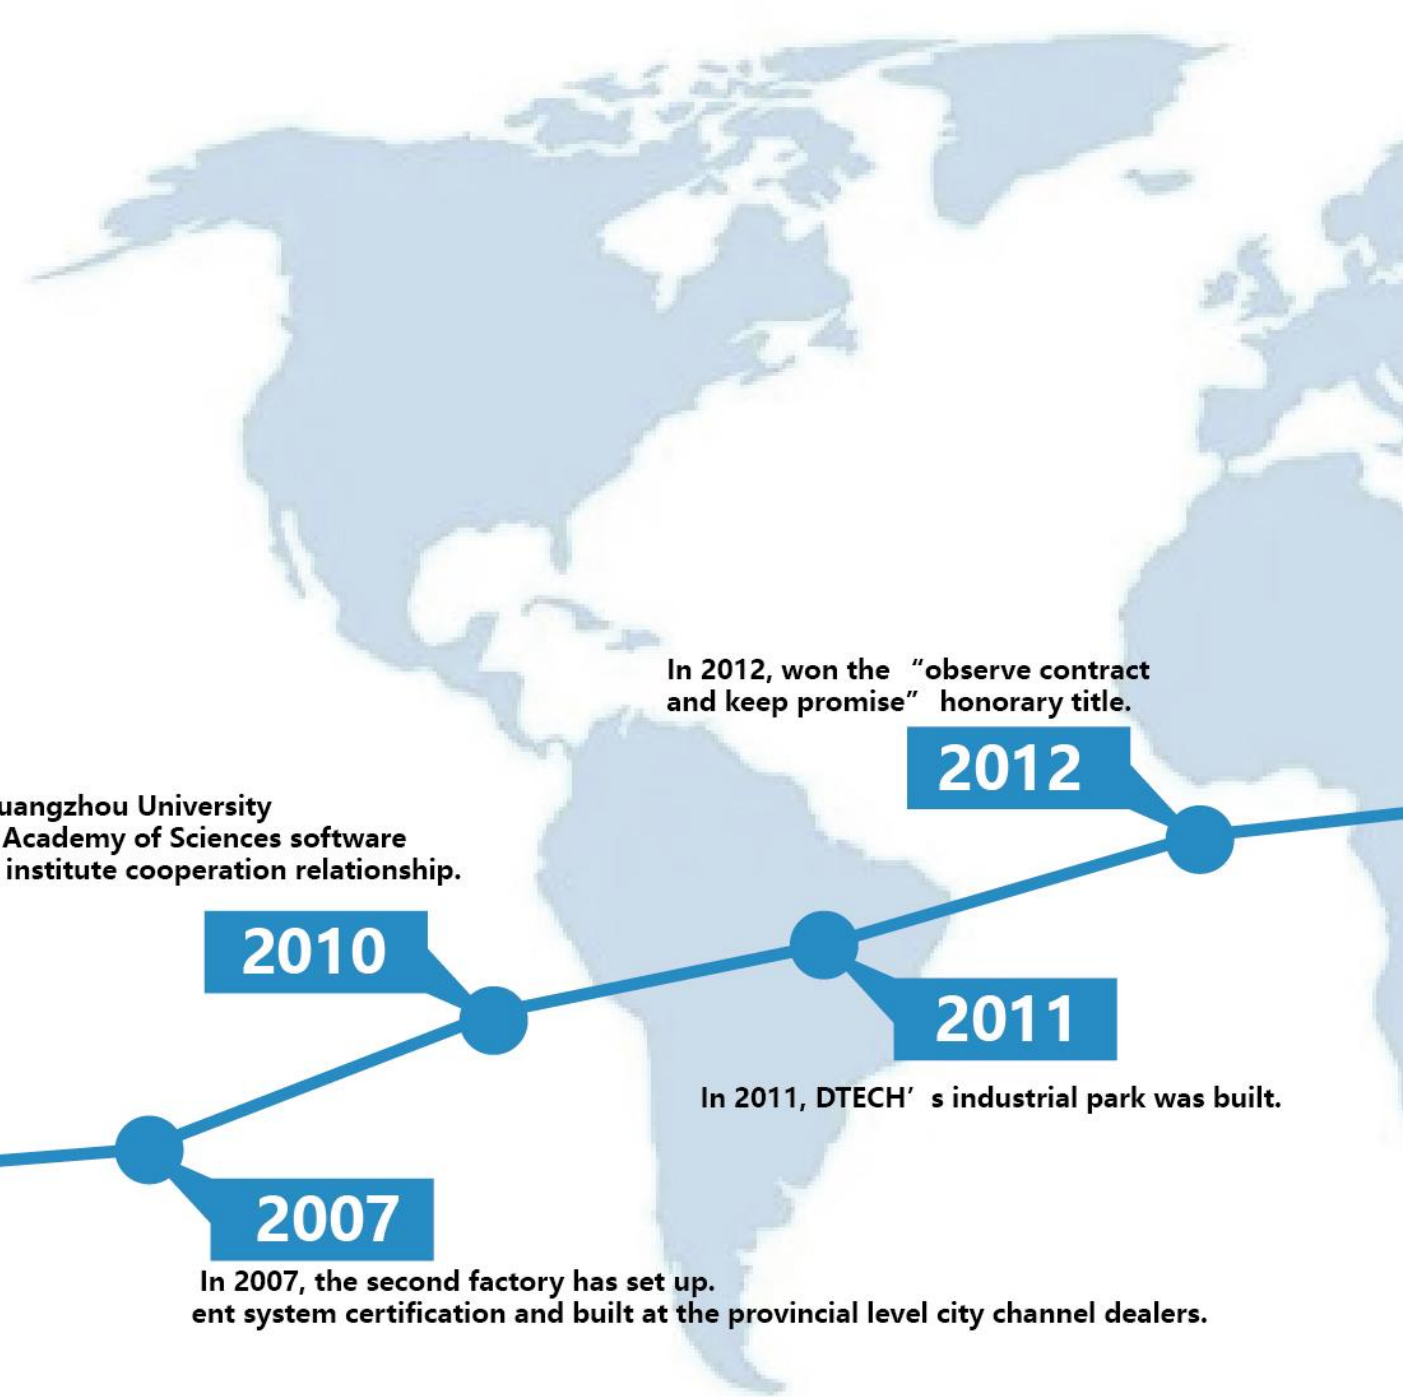 In 2012, won the “observe contract
and keep promise” honorary title.
2012
uangzhou University
Academy of Sciences software
institute cooperation relationship.
2010
2011
In 2011, DTECH’ s industrial park was built.
2007
In 2007, the second factory has set up.
ent system certification and built at the provincial level city channel dealers.